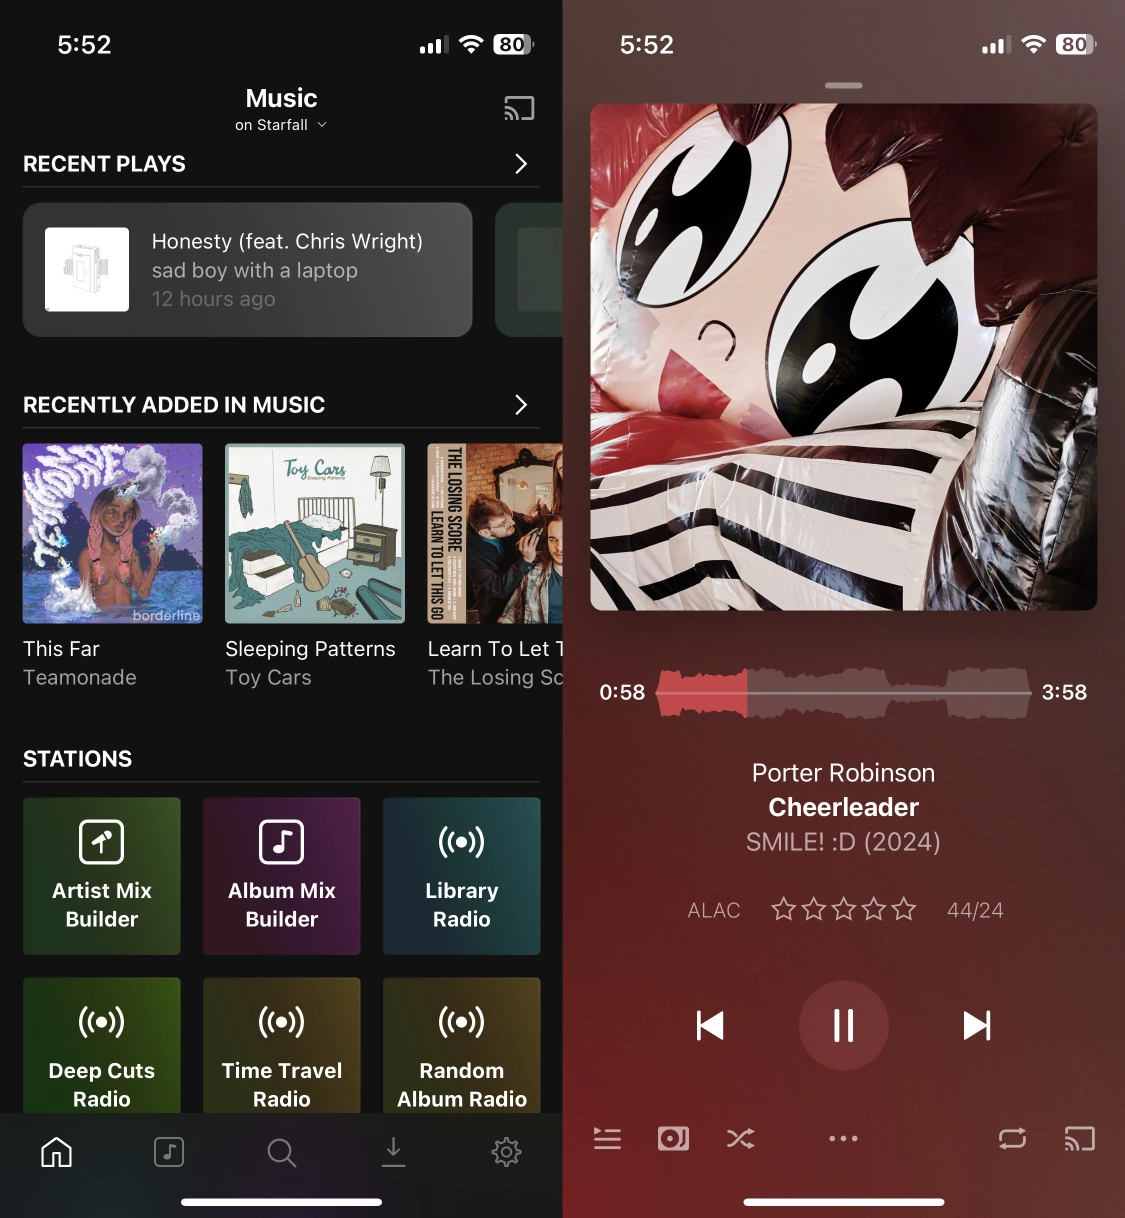 5:52
80
Music
on Starfall
RECENT PLAYS
Honesty (feat. Chris Wright)
sad boy with a laptop
12 hours ago
RECENTLY ADDED IN MUSIC
TEAMONADE
borderline
Toy Cars
Sleeping Patterns
THE LOSING SCORE
LEARN TO LET THIS GO
This Far
Teamonade
Sleeping Patterns
Toy Cars
Learn To Let T
The Losing Sc
STATIONS
Artist Mix
Builder
Album Mix
Builder
Library
Radio
Deep Cuts
Radio
Time Travel
Radio
Random
Album Radio
5:52
80
0:58
3:58
Porter Robinson
Cheerleader
SMILE! :D (2024)
ALAC
44/24